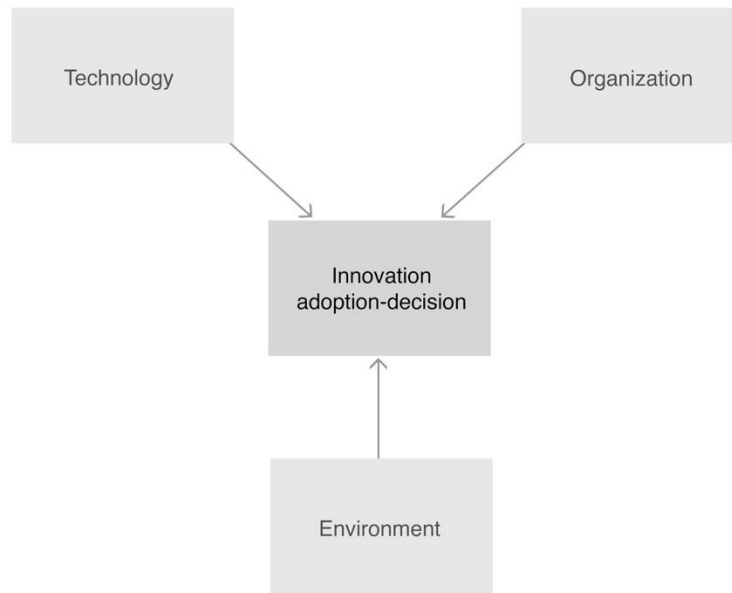 Technology
Organization
Innovation
adoption-decision
Environment